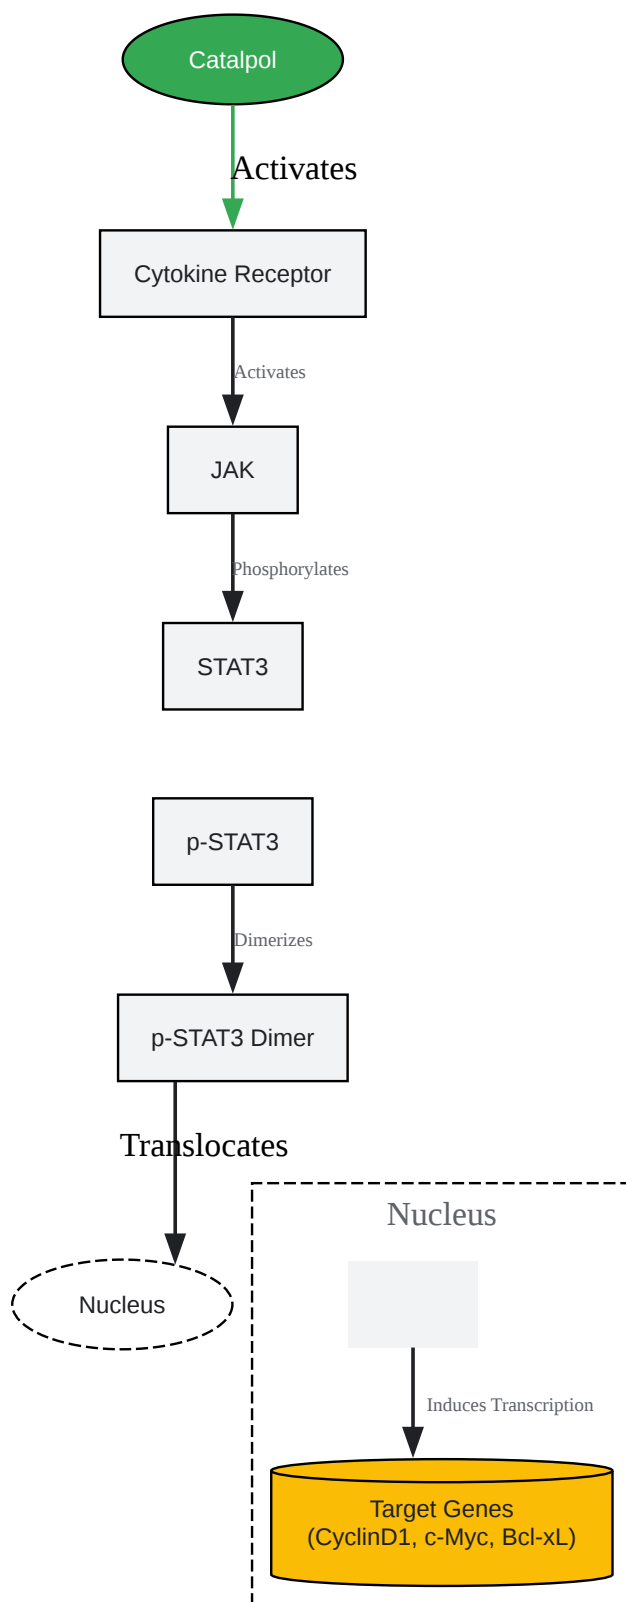 Catalpol
Activates
Cytokine Receptor
Activates
JAK
Phosphorylates
STAT3
p-STAT3
Dimerizes
p-STAT3 Dimer
Translocates
Nucleus
Nucleus
Induces Transcription
Target Genes
(CyclinD1, c-Myc, Bcl-xL)